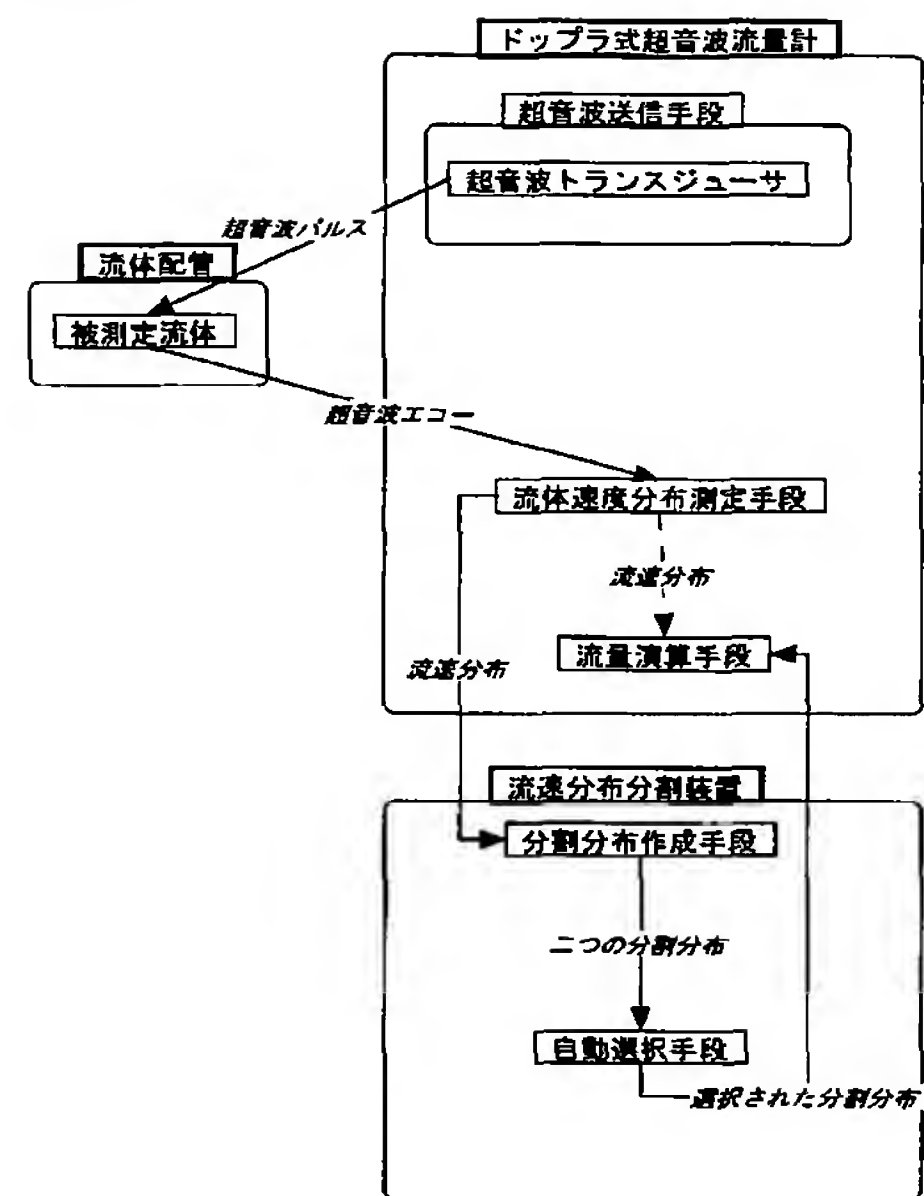 ドップラ式超音波流量計
超音波送信手段
超音波トランスジューサ
超音波パルス
流体配管
被測定流体
超音波エコー
流体速度分布測定手段
流速分布
流量演算手段
流速分布
流速分布分割装置
分割分布作成手段
二つの分割分布
自動選択手段
選択された分割分布